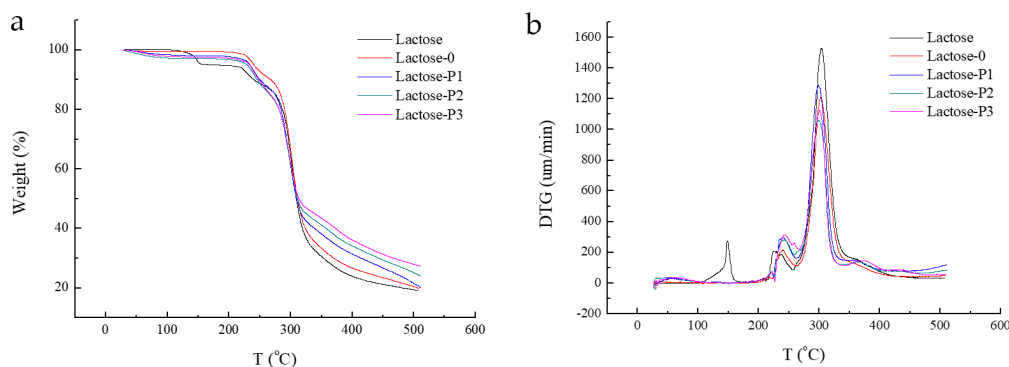 a
Weight (%)
100
80
60
40
20
0
100
200
300
400
500
600
T (°C)
Lactose
Lactose-0
Lactose-P1
Lactose-P2
Lactose-P3
b
DTG (um/min)
1600
1400
1200
1000
800
600
400
200
0
-200
0
100
200
300
400
500
600
T (°C)
Lactose
Lactose-0
Lactose-P1
Lactose-P2
Lactose-P3